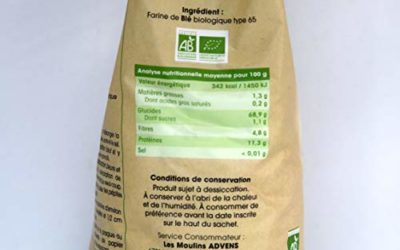 Ingrédient :
Farine de Blé biologique type 65
AB
Analyse nutritionnelle moyenne pour 100 g
Valeur énergétique 342 kcal / 1450 kJ
Matières grasses 1,3 g
Dont acides gras saturés 0,2 g
Glucides 68,9 g
Dont sucres 1,1 g
Fibres 4,8 g
Protéines 11,3 g
Sel < 0,01 g
Conditions de conservation
Produit sujet à dessiccation.
À conserver à l'abri de la chaleur
et de l'humidité. À consommer de
préférence avant la date inscrite
sur le haut du sachet.
Service Consommateur :
Les Moulins ADVENS